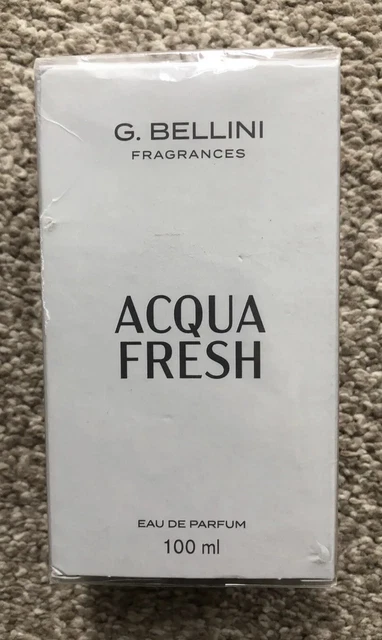 G. BELLINI
FRAGRANCES
ACQUA
FRESH
EAU DE PARFUM
100 ml